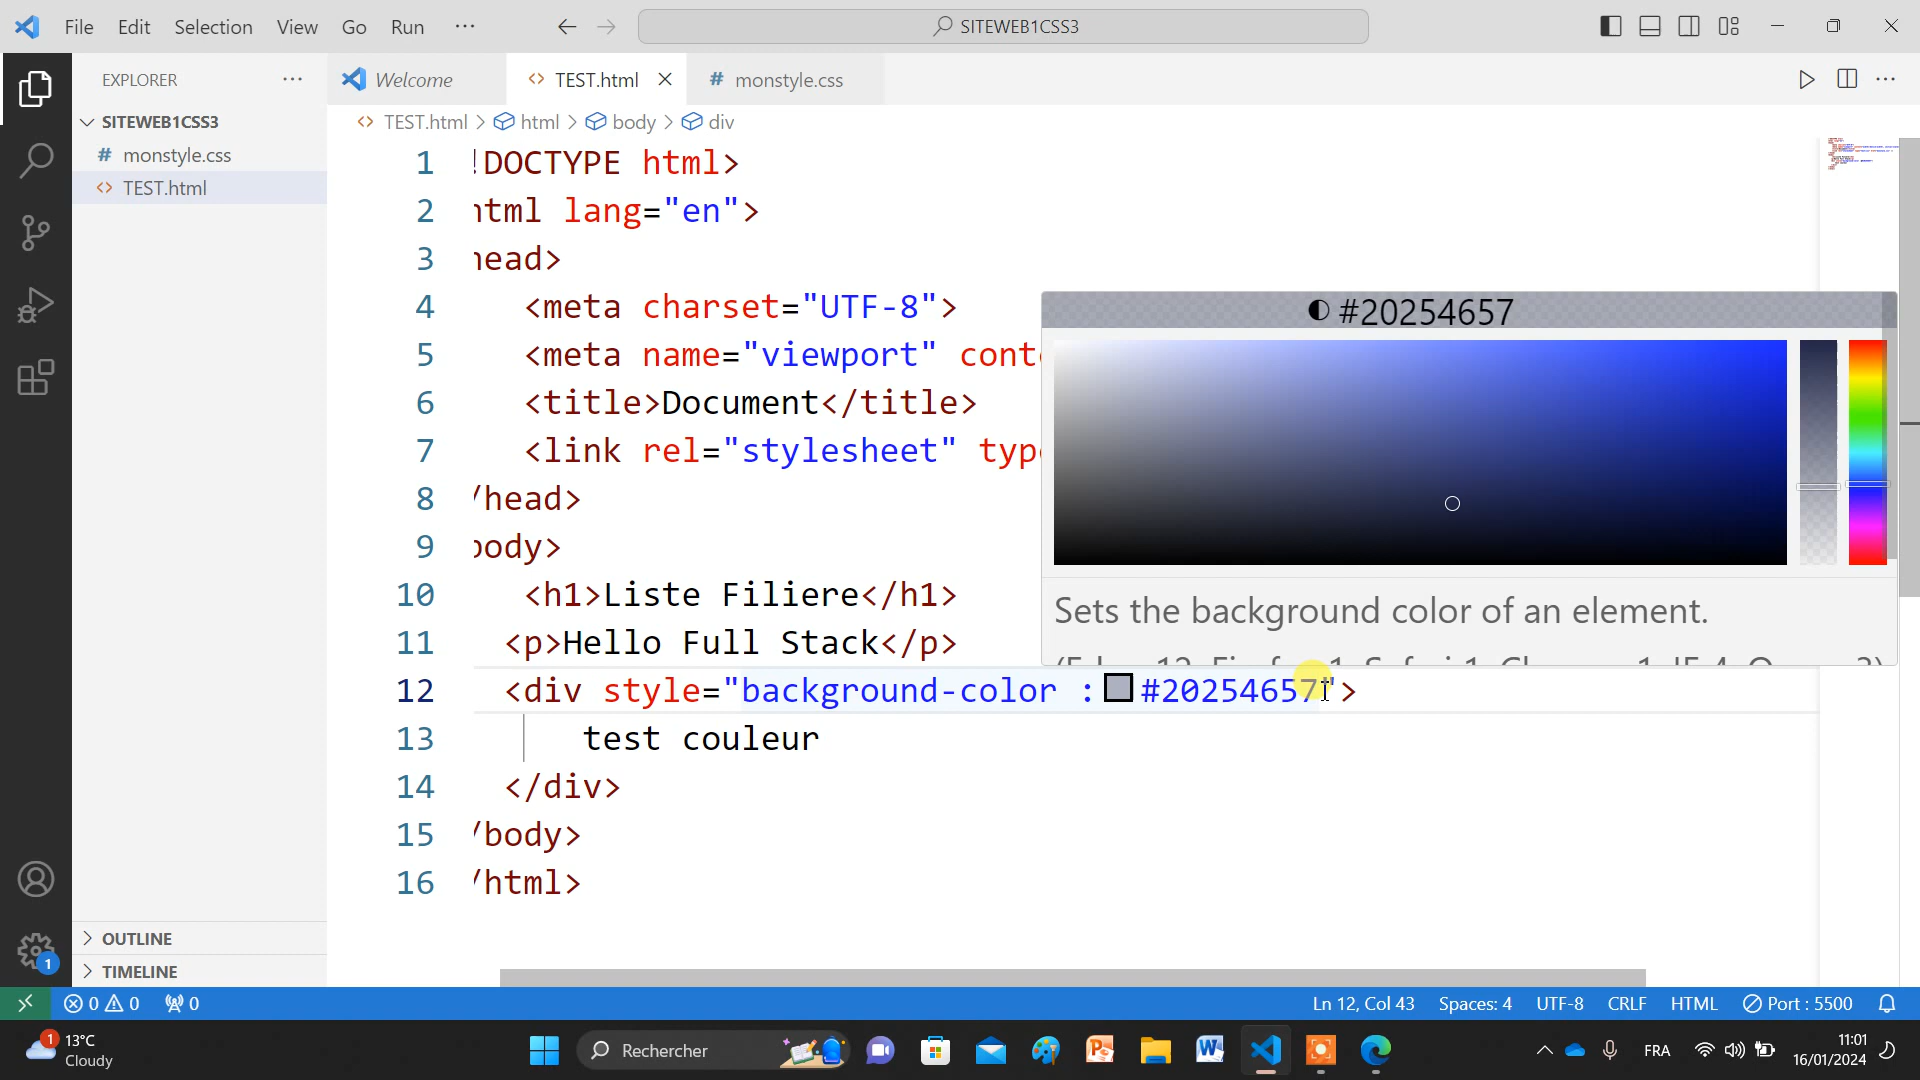 File Edit Selection View Go Run ··· SITEWEB1CSS3
EXPLORER ··· Welcome TEST.html # monstyle.css ···
SITEWEB1CSS3
# monstyle.css
TEST.html
TEST.html > html > body > div
1 !DOCTYPE html>
2 html lang="en">
3 head>
4 <meta charset="UTF-8">
5 <meta name="viewport" conte
6 <title>Document</title>
7 <link rel="stylesheet" type
8 /head>
9 body>
10 <h1>Liste Filiere</h1>
11 <p>Hello Full Stack</p>
12 <div style="background-color :#20254657">
13 test couleur
14 </div>
15 /body>
16 /html>
#20254657
Sets the background color of an element.
OUTLINE
TIMELINE
1
0 0 0 Ln 12, Col 43 Spaces: 4 UTF-8 CRLF HTML Port : 5500
1 13°C
Cloudy
Rechercher
FRA
11:01
16/01/2024